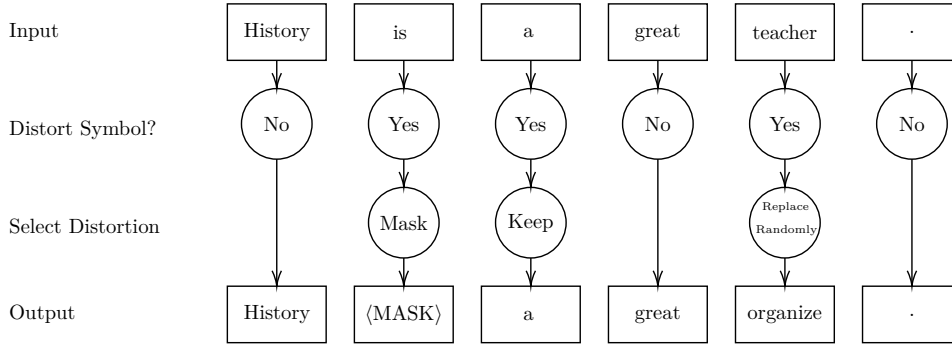 Input History is a great teacher .
Distort Symbol? No Yes Yes No Yes No
Select Distortion Mask Keep Replace Randomly
Output History ⟨MASK⟩ a great organize .